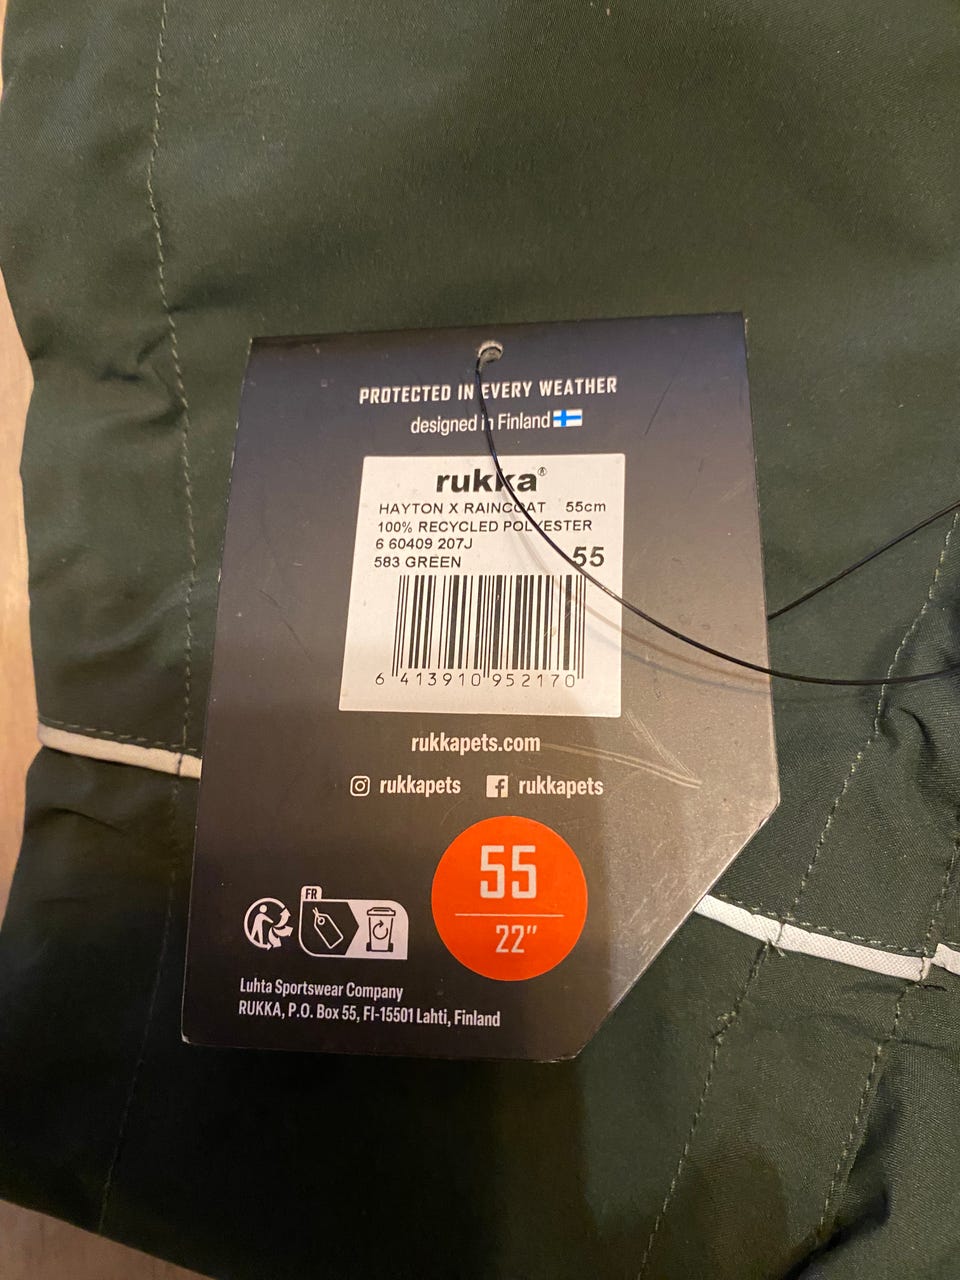 PROTECTED IN EVERY WEATHER
designed in Finland
rukka®
HAYTON X RAINCOAT 55cm
100% RECYCLED POLYESTER
6 60409 207J
583 GREEN 55
6 413910 952170
rukkapets.com
rukkapets rukkapets
55
22"
FR
Luhta Sportswear Company
RUKKA, P.O. Box 55, FI-15501 Lahti, Finland